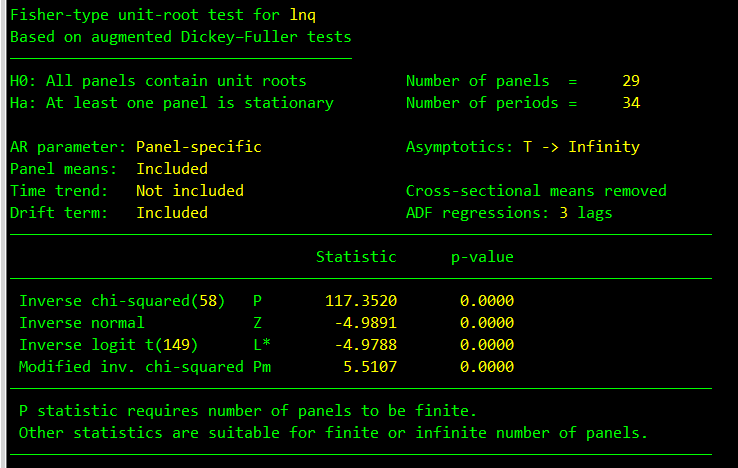 Fisher-type unit-root test for lnq
Based on augmented Dickey–Fuller tests
H0: All panels contain unit roots Number of panels = 29
Ha: At least one panel is stationary Number of periods = 34
AR parameter: Panel-specific Asymptotics: T -> Infinity
Panel means: Included
Time trend: Not included Cross-sectional means removed
Drift term: Included ADF regressions: 3 lags
Statistic p-value
Inverse chi-squared(58) P 117.3520 0.0000
Inverse normal Z -4.9891 0.0000
Inverse logit t(149) L* -4.9788 0.0000
Modified inv. chi-squared Pm 5.5107 0.0000
P statistic requires number of panels to be finite.
Other statistics are suitable for finite or infinite number of panels.